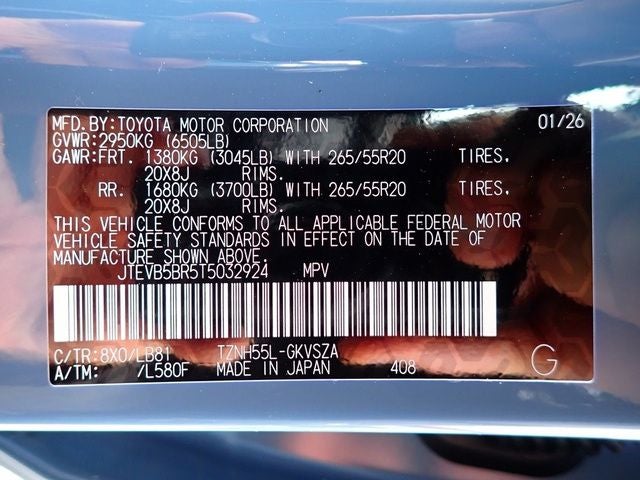 MFD.BY:TOYOTA MOTOR CORPORATION 01/26
GVWR:2950KG (6505LB)
GAWR:FRT. 1380KG (3045LB) WITH 265/55R20 TIRES,
20X8J RIMS.
RR. 1680KG (3700LB) WITH 265/55R20 TIRES,
20X8J RIMS.
THIS VEHICLE CONFORMS TO ALL APPLICABLE FEDERAL MOTOR
VEHICLE SAFETY STANDARDS IN EFFECT ON THE DATE OF
MANUFACTURE SHOWN ABOVE.
JTEVB5BR5T5032924 MPV
C/TR:8X0/LB81 TZNH55L-GKVSZA
A/TM: /L580F MADE IN JAPAN 408 G